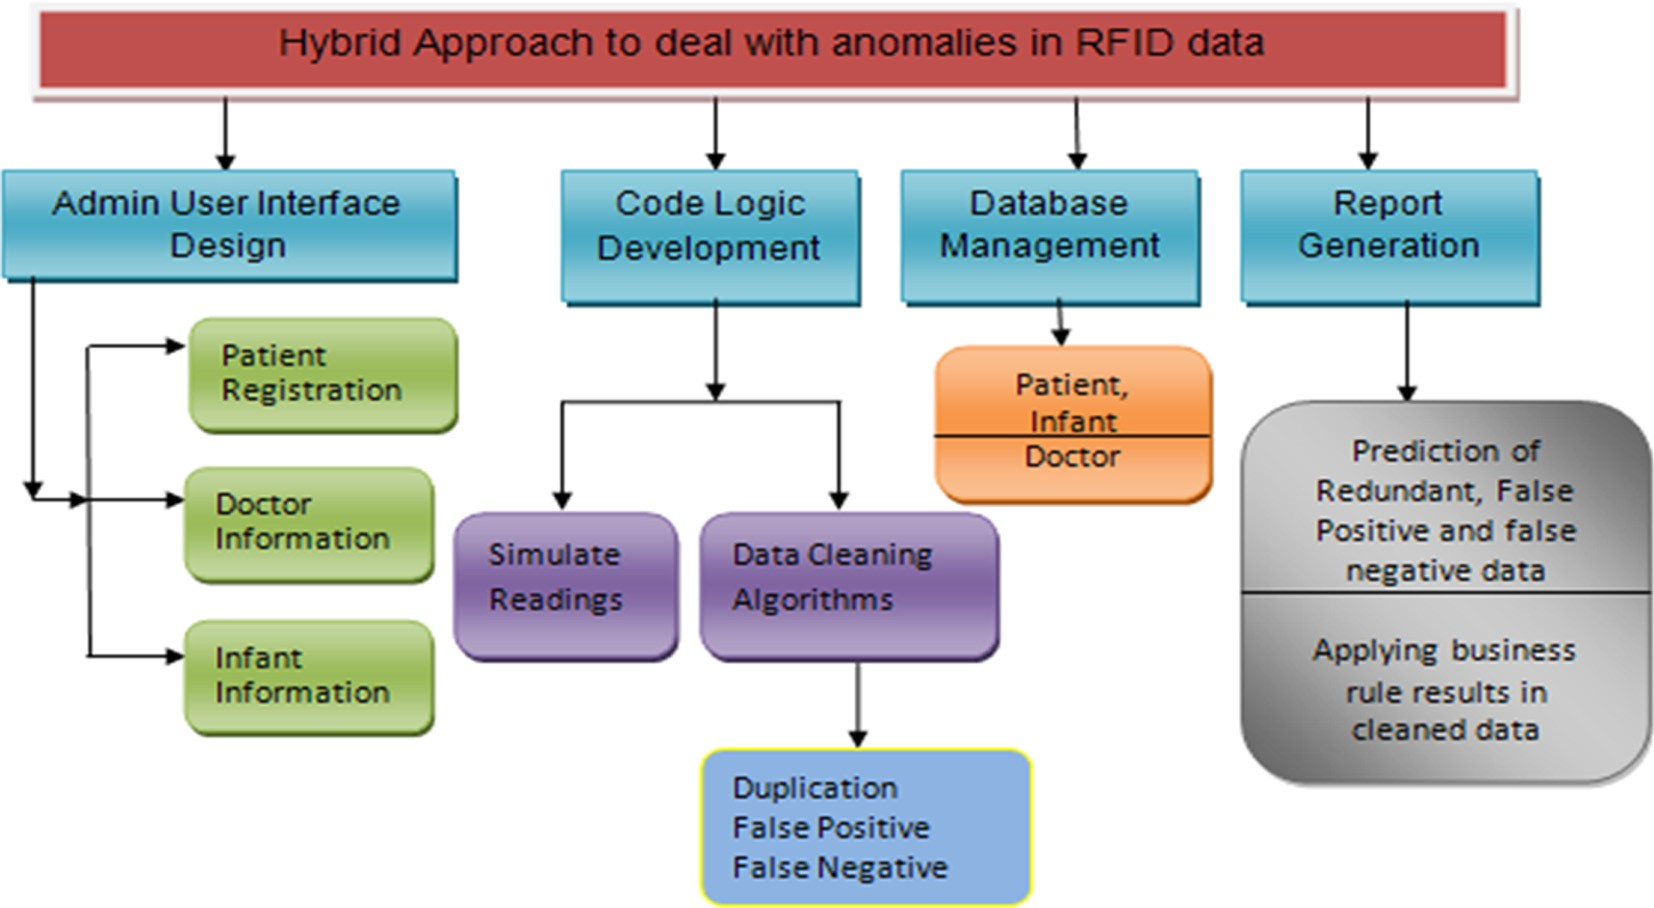 Hybrid Approach to deal with anomalies in RFID data
Admin User Interface
Design
Code Logic
Development
Database
Management
Report
Generation
Patient
Registration
Doctor
Information
Infant
Information
Simulate
Readings
Data Cleaning
Algorithms
Duplication
False Positive
False Negative
Patient,
Infant
Doctor
Prediction of
Redundant, False
Positive and false
negative data
Applying business
rule results in
cleaned data